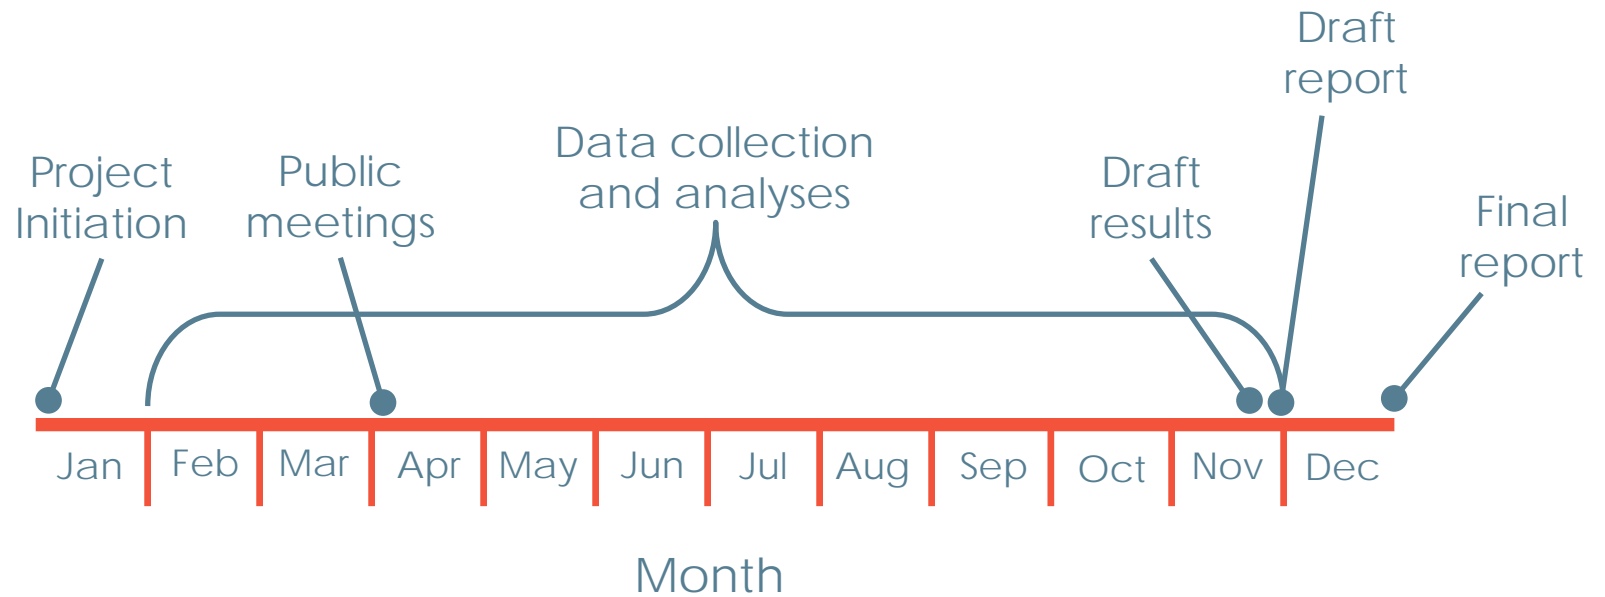 Draft
report
Data collection
and analyses
Project
Initiation
Public
meetings
Draft
results
Final
report
Jan Feb Mar Apr May Jun Jul Aug Sep Oct Nov Dec
Month